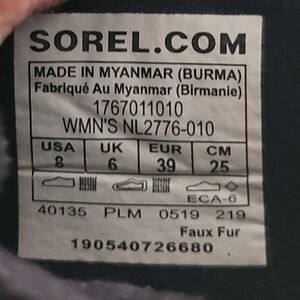 SOREL.COM
MADE IN MYANMAR (BURMA)
Fabriqué Au Myanmar (Birmanie)
1767011010
WMN'S NL2776-010
USA UK EUR CM
8 6 39 25
ECA-6
40135 PLM 0519 219
Faux Fur
190540726680